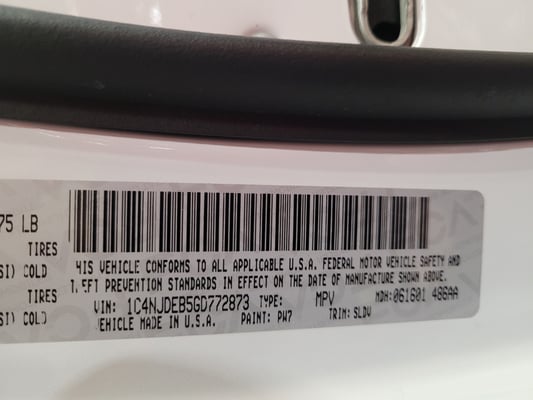 75 LB
TIRES
SI) COLD
TIRES
SI) COLD
HIS VEHICLE CONFORMS TO ALL APPLICABLE U.S.A. FEDERAL MOTOR VEHICLE SAFETY AND
T.EFT PREVENTION STANDARDS IN EFFECT ON THE DATE OF MANUFACTURE SHOWN ABOVE.
VIN: 1C4NJDEB5GD772873 TYPE: MPV MDH:061601 486AA
VEHICLE MADE IN U.S.A. PAINT: PW7 TRIM: SLDV